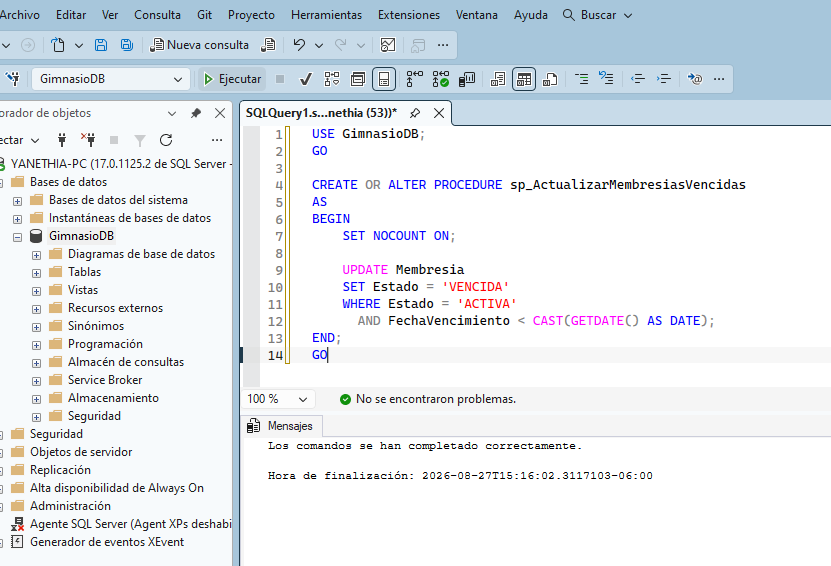 Archivo Editar Ver Consulta Git Proyecto Herramientas Extensiones Ventana Ayuda Buscar
Nueva consulta
GimnasioDB Ejecutar
orador de objetos
ectar
YANETHIA-PC (17.0.1125.2 de SQL Server -
Bases de datos
Bases de datos del sistema
Instantáneas de bases de datos
GimnasioDB
Diagramas de base de datos
Tablas
Vistas
Recursos externos
Sinónimos
Programación
Almacén de consultas
Service Broker
Almacenamiento
Seguridad
Seguridad
Objetos de servidor
Replicación
Alta disponibilidad de Always On
Administración
Agente SQL Server (Agent XPs deshabi
Generador de eventos XEvent
SQLQuery1.s...nethia (53))*
1 USE GimnasioDB;
2 GO
3
4 CREATE OR ALTER PROCEDURE sp_ActualizarMembresiasVencidas
5 AS
6 BEGIN
7 SET NOCOUNT ON;
8
9 UPDATE Membresia
10 SET Estado = 'VENCIDA'
11 WHERE Estado = 'ACTIVA'
12 AND FechaVencimiento < CAST(GETDATE() AS DATE);
13 END;
14 GO
100 % No se encontraron problemas.
Mensajes
Los comandos se han completado correctamente.
Hora de finalización: 2026-08-27T15:16:02.3117103-06:00